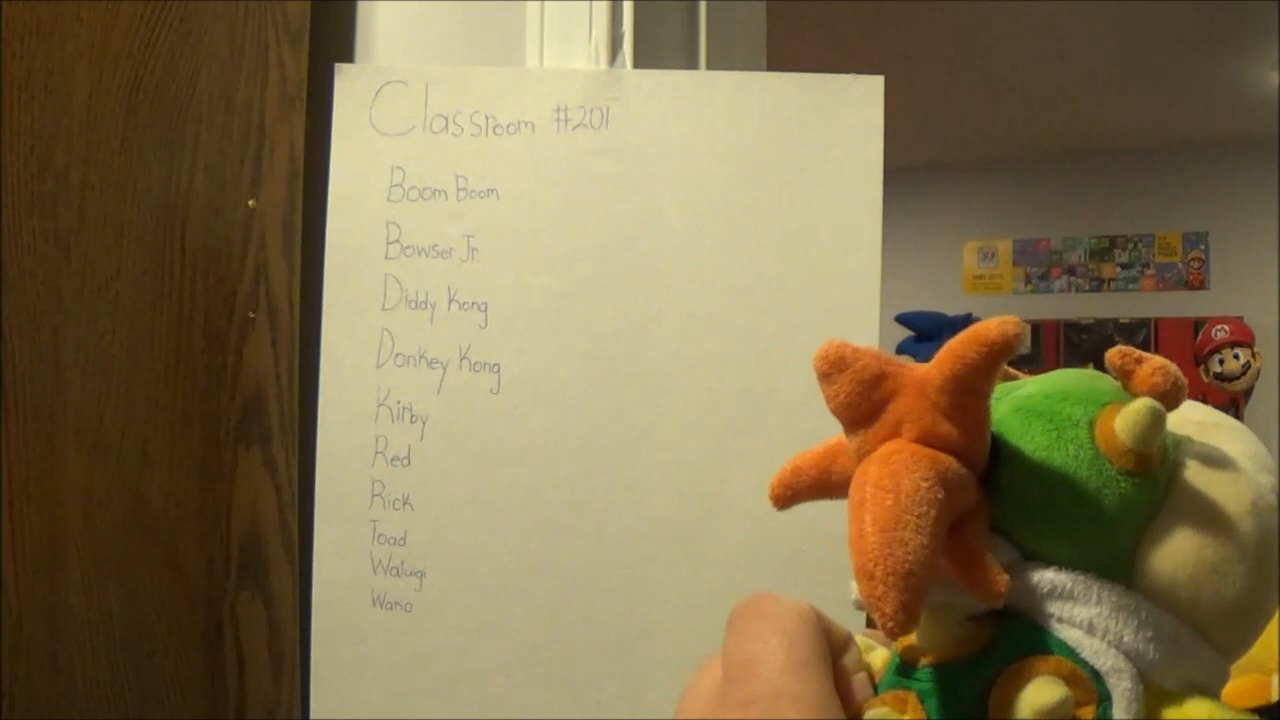 Classroom #201
Boom Boom
Bowser Jr.
Diddy Kong
Donkey Kong
Kirby
Red
Rick
Toad
Waluigi
Wario
M